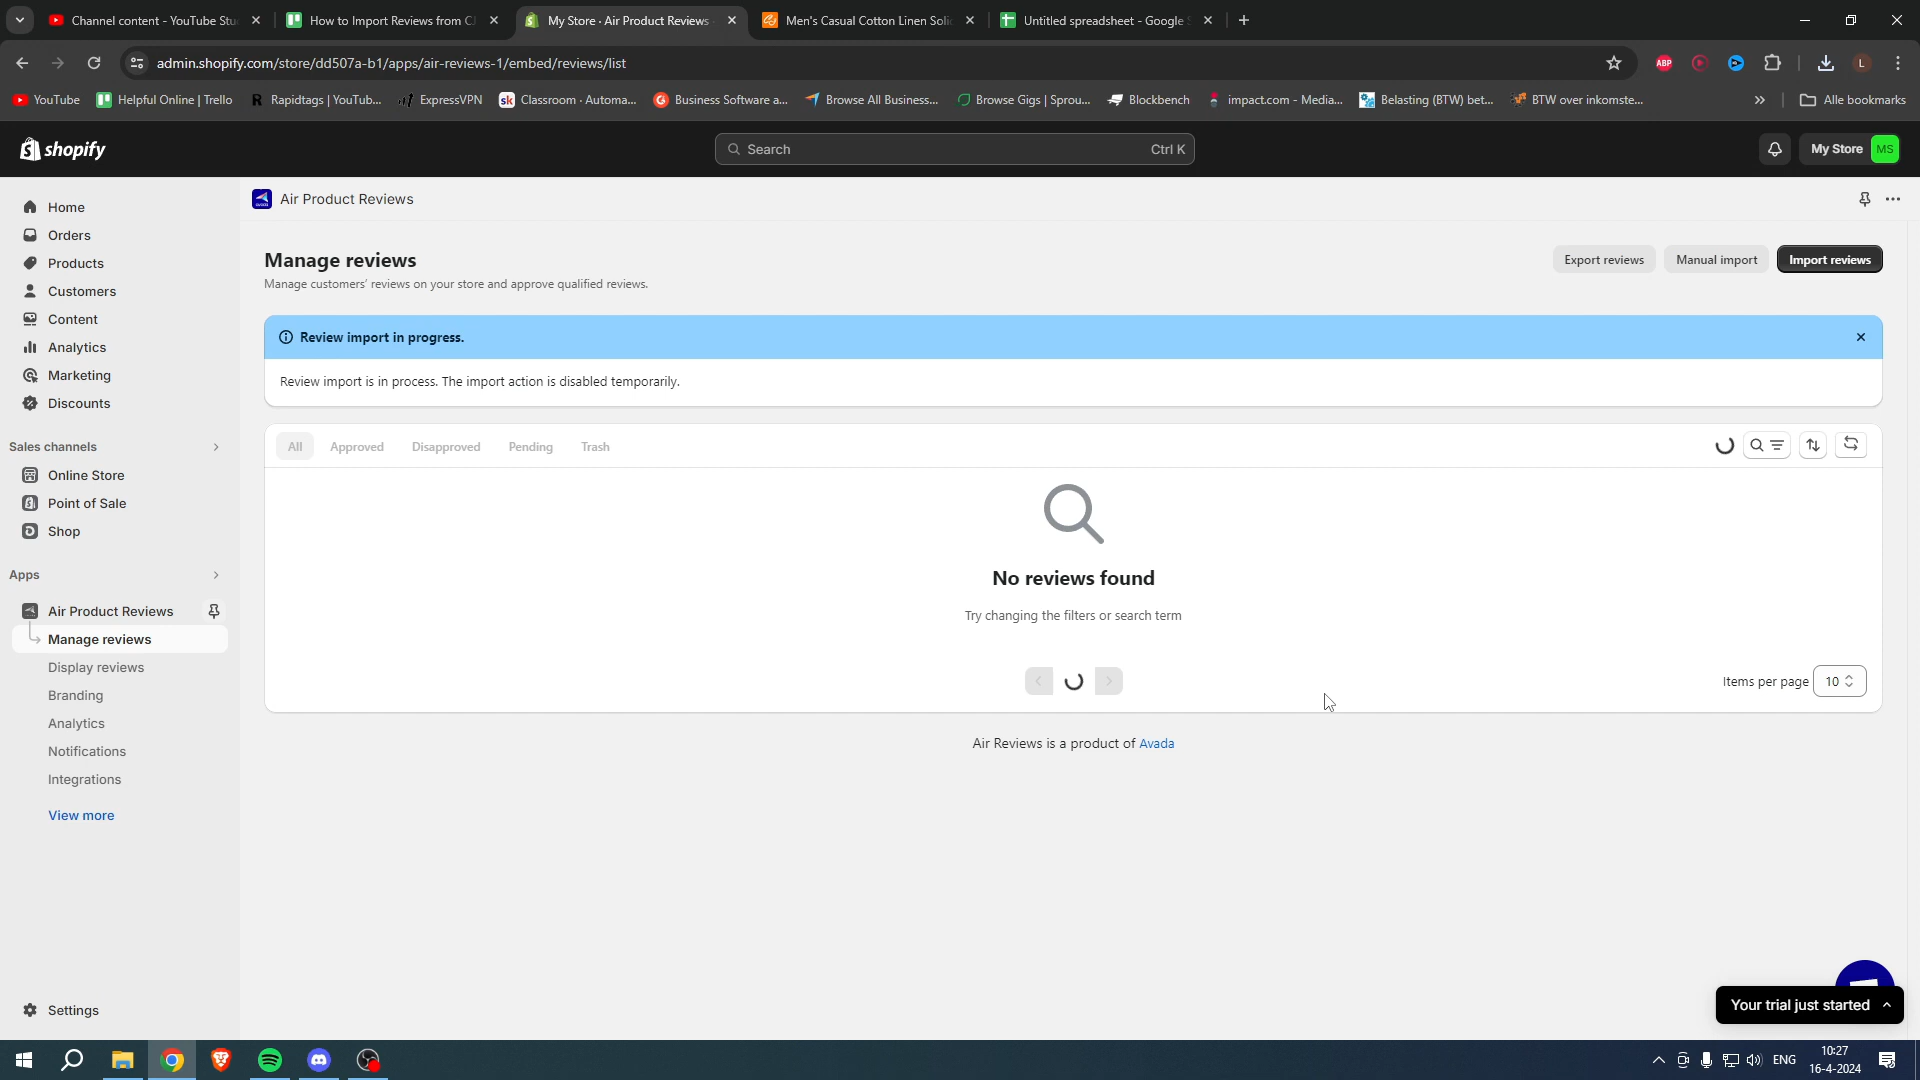 Channel content - YouTube Stu
How to Import Reviews from CJ
My Store · Air Product Reviews
Men's Casual Cotton Linen Solid
Untitled spreadsheet - Google S
admin.shopify.com/store/dd507a-b1/apps/air-reviews-1/embed/reviews/list
ABP
L
YouTube
Helpful Online | Trello
R Rapidtags | YouTub...
ExpressVPN
sk Classroom - Automa...
Business Software a...
Browse All Business...
Browse Gigs | Sprou...
Blockbench
impact.com - Media...
Belasting (BTW) bet...
BTW over inkomste...
Alle bookmarks
shopify
Search
Ctrl K
My Store
MS
Home
Orders
Products
Customers
Content
Analytics
Marketing
Discounts
Sales channels
Online Store
Point of Sale
Shop
Apps
Air Product Reviews
Manage reviews
Display reviews
Branding
Analytics
Notifications
Integrations
View more
Settings
Air Product Reviews
Manage reviews
Manage customers' reviews on your store and approve qualified reviews.
Export reviews
Manual import
Import reviews
Review import in progress.
Review import is in process. The import action is disabled temporarily.
All
Approved
Disapproved
Pending
Trash
No reviews found
Try changing the filters or search term
Items per page
10
Air Reviews is a product of Avada
Your trial just started
ENG
10:27
16-4-2024